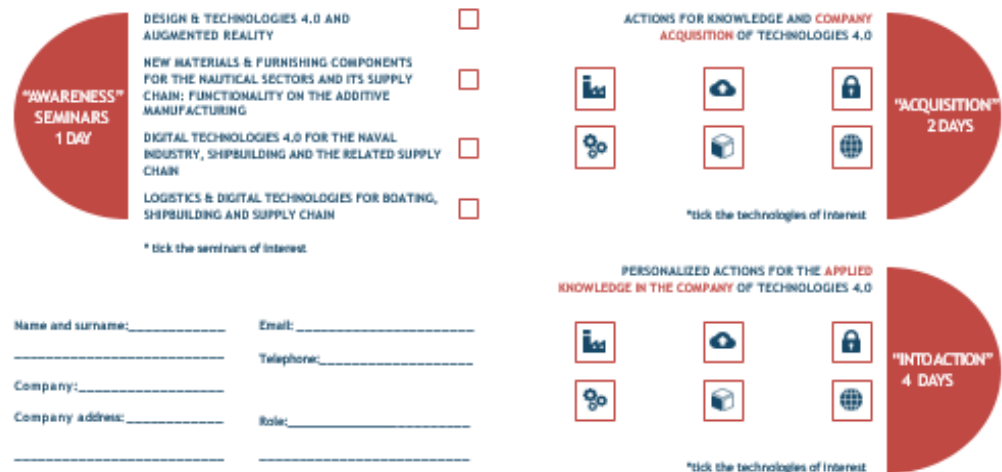 "AWARENESS"
SEMINARS
1 DAY
DESIGN & TECHNOLOGIES 4.0 AND
AUGMENTED REALITY
NEW MATERIALS & FURNISHING COMPONENTS
FOR THE NAUTICAL SECTORS AND ITS SUPPLY
CHAIN: FUNCTIONALITY ON THE ADDITIVE
MANUFACTURING
DIGITAL TECHNOLOGIES 4.0 FOR THE NAVAL
INDUSTRY, SHIPBUILDING AND THE RELATED SUPPLY
CHAIN
LOGISTICS & DIGITAL TECHNOLOGIES FOR BOATING,
SHIPBUILDING AND SUPPLY CHAIN
* tick the seminars of interest
Name and surname:_____________
____________________________
Company:____________________
Company address:_____________
____________________________
Email:________________________
Telephone:_____________________
Role:_________________________
____________________________
ACTIONS FOR KNOWLEDGE AND COMPANY
ACQUISITION OF TECHNOLOGIES 4.0
"ACQUISITION"
2 DAYS
*tick the technologies of interest
PERSONALIZED ACTIONS FOR THE APPLIED
KNOWLEDGE IN THE COMPANY OF TECHNOLOGIES 4.0
"INTO ACTION"
4 DAYS
*tick the technologies of interest